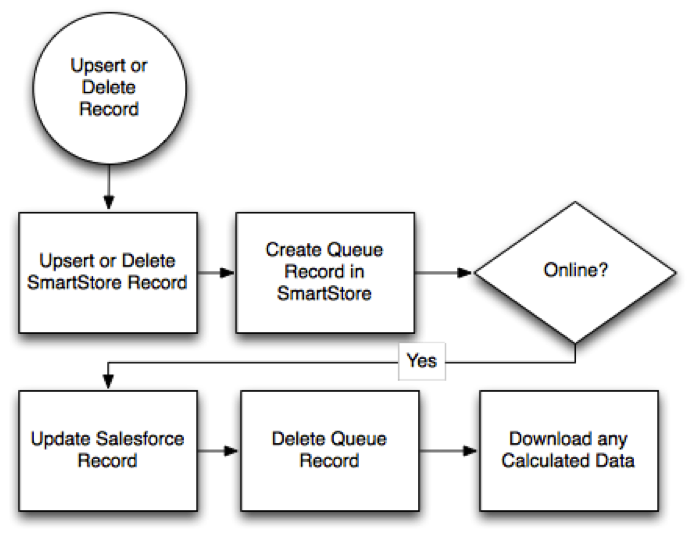 Upsert or
Delete
Record
Upsert or Delete
SmartStore Record
Create Queue
Record in
SmartStore
Online?
Yes
Update Salesforce
Record
Delete Queue
Record
Download any
Calculated Data